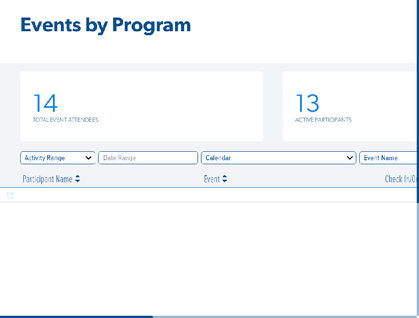 Events by Program
14
TOTAL EVENT ATTENDEES
13
ACTIVE PARTICIPANTS
Activity Range
Date Range
Calendar
Event Name
Participant Name
Event
Check In/O